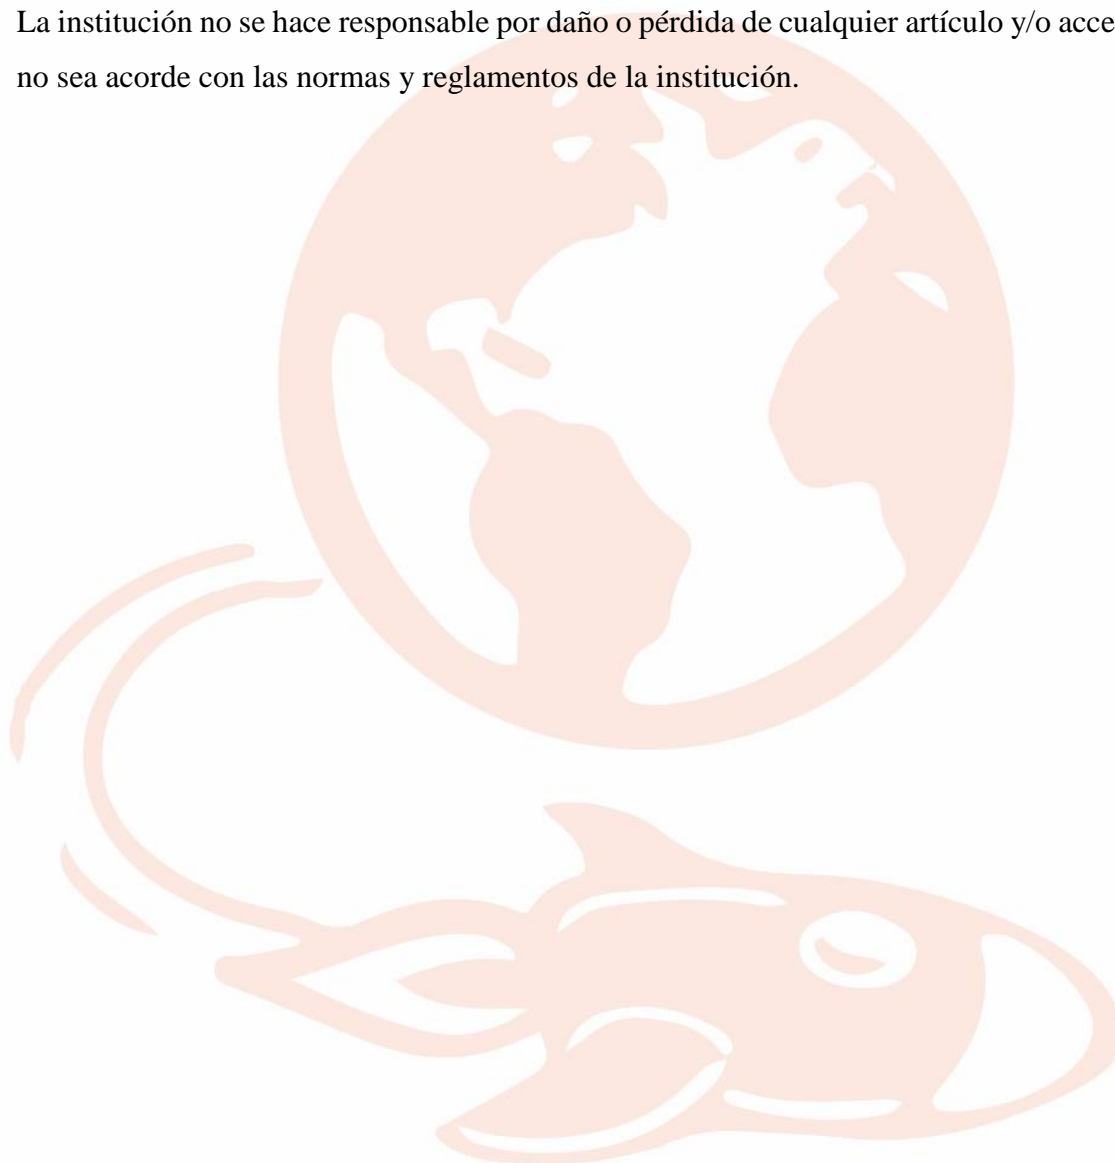 La institución no se hace responsable por daño o pérdida de cualquier artículo y/o acce
no sea acorde con las normas y reglamentos de la institución.